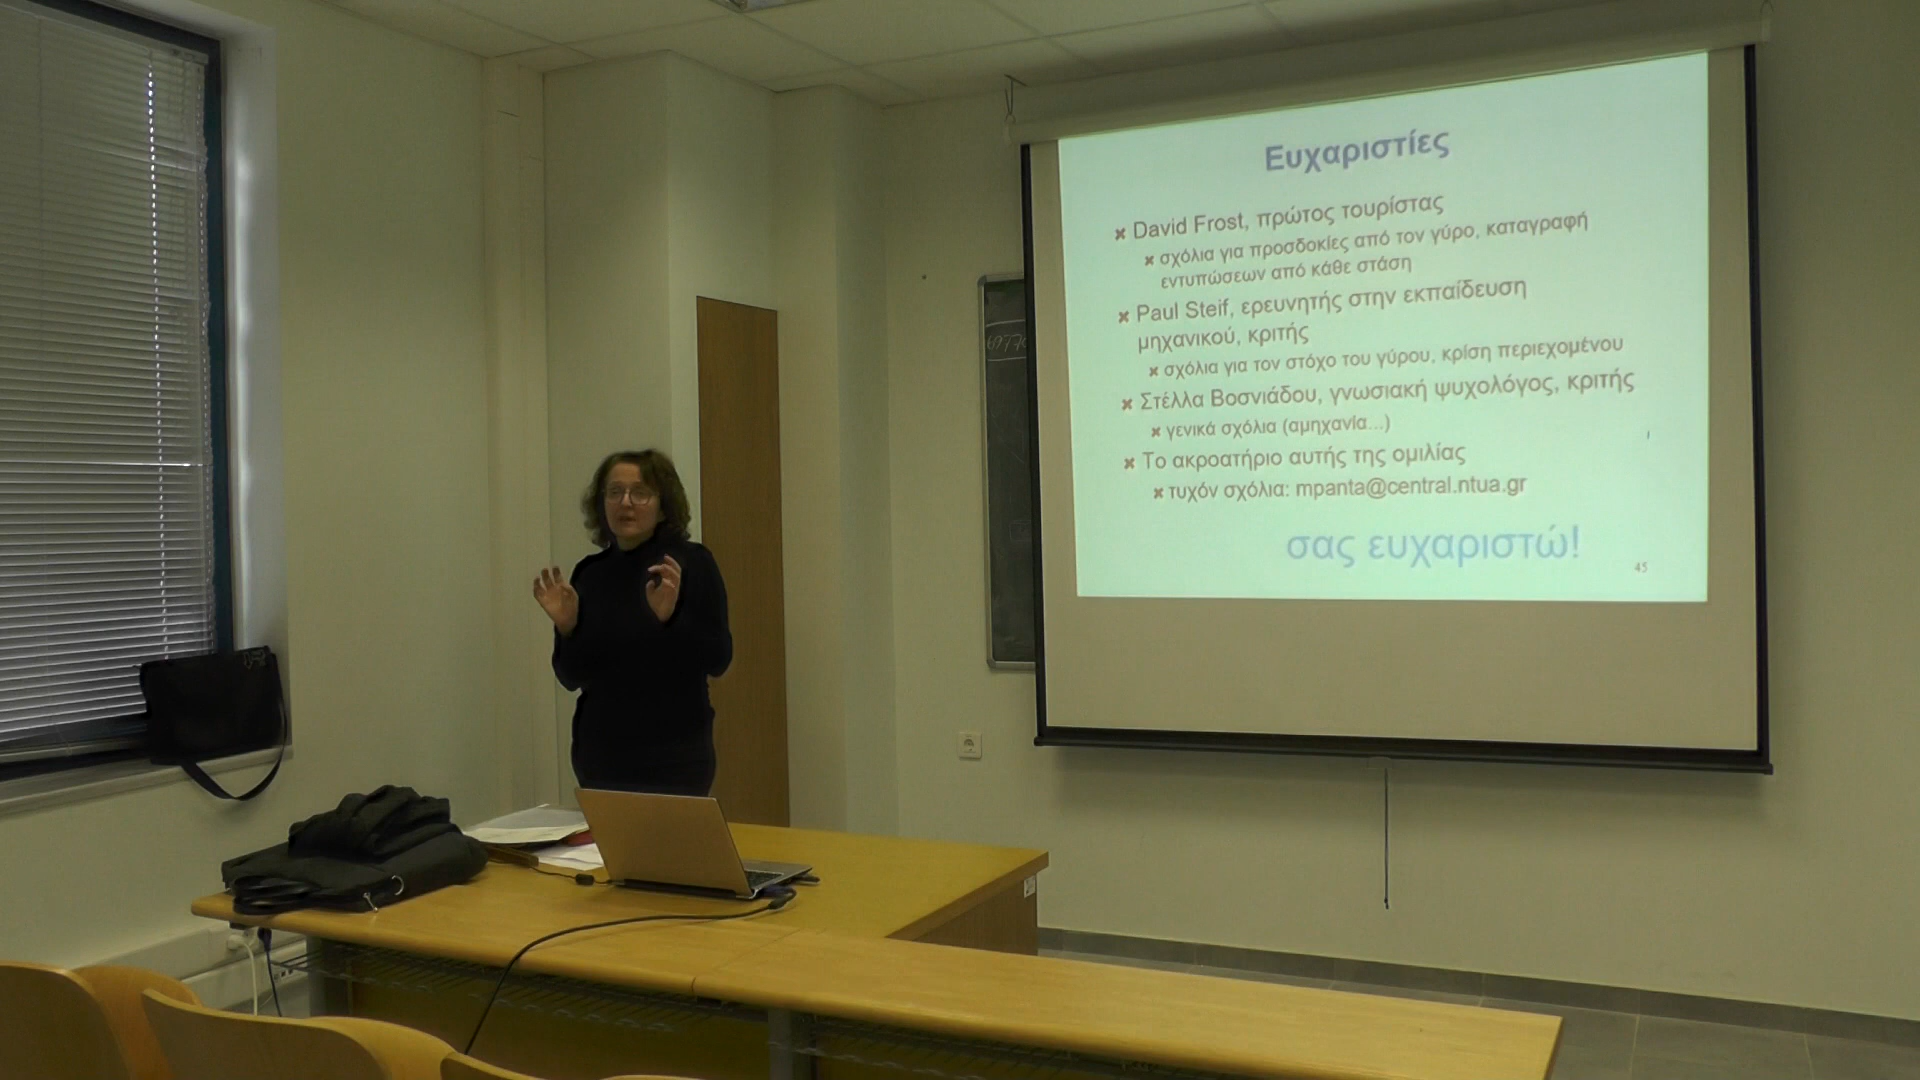 Ευχαριστίες
David Frost, πρώτος τουρίστας
σχόλια για προσδοκίες από τον γύρο, καταγραφή
εντυπώσεων από κάθε στάση
Paul Steif, ερευνητής στην εκπαίδευση
μηχανικού, κριτής
σχόλια για τον στόχο του γύρου, κρίση περιεχομένου
Στέλλα Βοσνιάδου, γνωσιακή ψυχολόγος, κριτής
γενικά σχόλια (αμηχανία...)
Το ακροατήριο αυτής της ομιλίας
τυχόν σχόλια: mpanta@central.ntua.gr
σας ευχαριστώ!
45